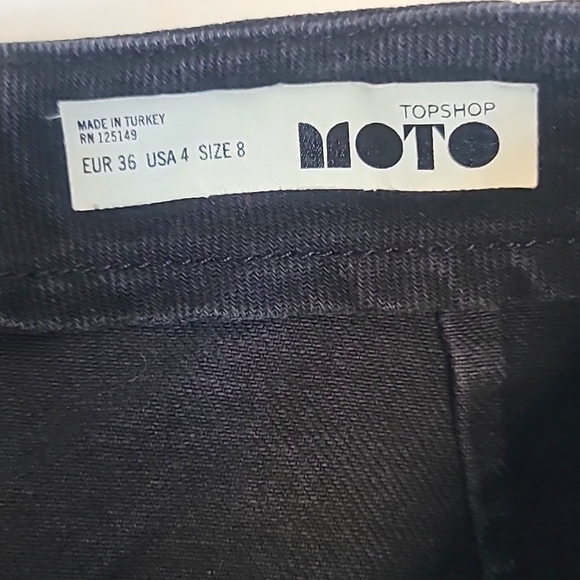 MADE IN TURKEY
RN 125149
EUR 36 USA 4 SIZE 8
TOPSHOP
MOTO